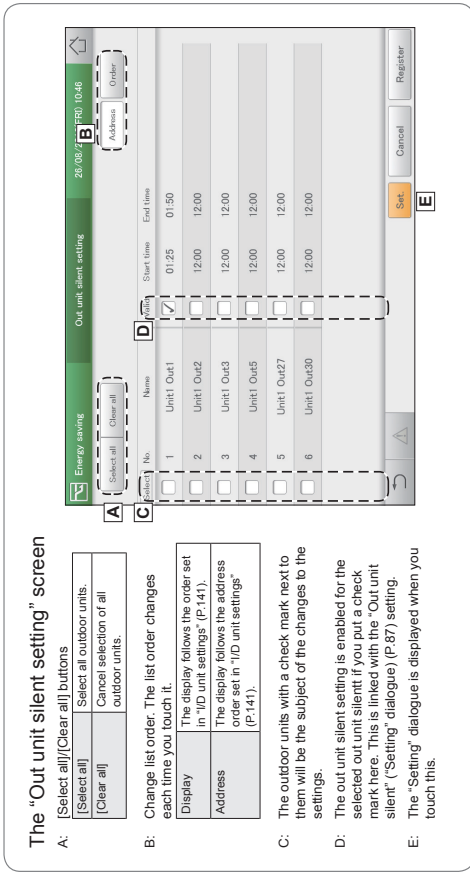 The “Out unit silent setting” screen
A: [Select all]/[Clear all] buttons
[Select all] Select all outdoor units.
[Clear all] Cancel selection of all
outdoor units.
B: Change list order. The list order changes
each time you touch it.
Display The display follows the order set
in “I/D unit settings” (P.141).
Address The display follows the address
order set in “I/D unit settings”
(P.141).
C: The outdoor units with a check mark next to
them will be the subject of the changes to the
settings.
D: The out unit silent setting is enabled for the
selected out unit silentt if you put a check
mark here. This is linked with the “Out unit
silent” (“Setting” dialogue) (P.87) setting.
E: The “Setting” dialogue is displayed when you
touch this.
Energy saving Out unit silent setting 26/08/2 (FRI) 10:46
A Select all Clear all B Address Order
C D
Select No. Name Valid Start time End time
1 Unit1 Out1 01:25 01:50
2 Unit1 Out2 12:00 12:00
3 Unit1 Out3 12:00 12:00
4 Unit1 Out5 12:00 12:00
5 Unit1 Out27 12:00 12:00
6 Unit1 Out30 12:00 12:00
Set. Cancel Register
E